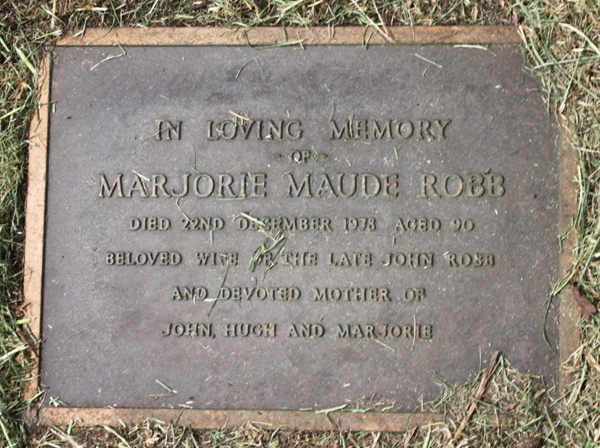 IN LOVING MEMORY
- OF -
MARJORIE MAUDE ROBB
DIED 22ND DECEMBER 1978 AGED 90
BELOVED WIFE OF THE LATE JOHN ROBB
AND DEVOTED MOTHER OF
JOHN, HUGH AND MARJORIE